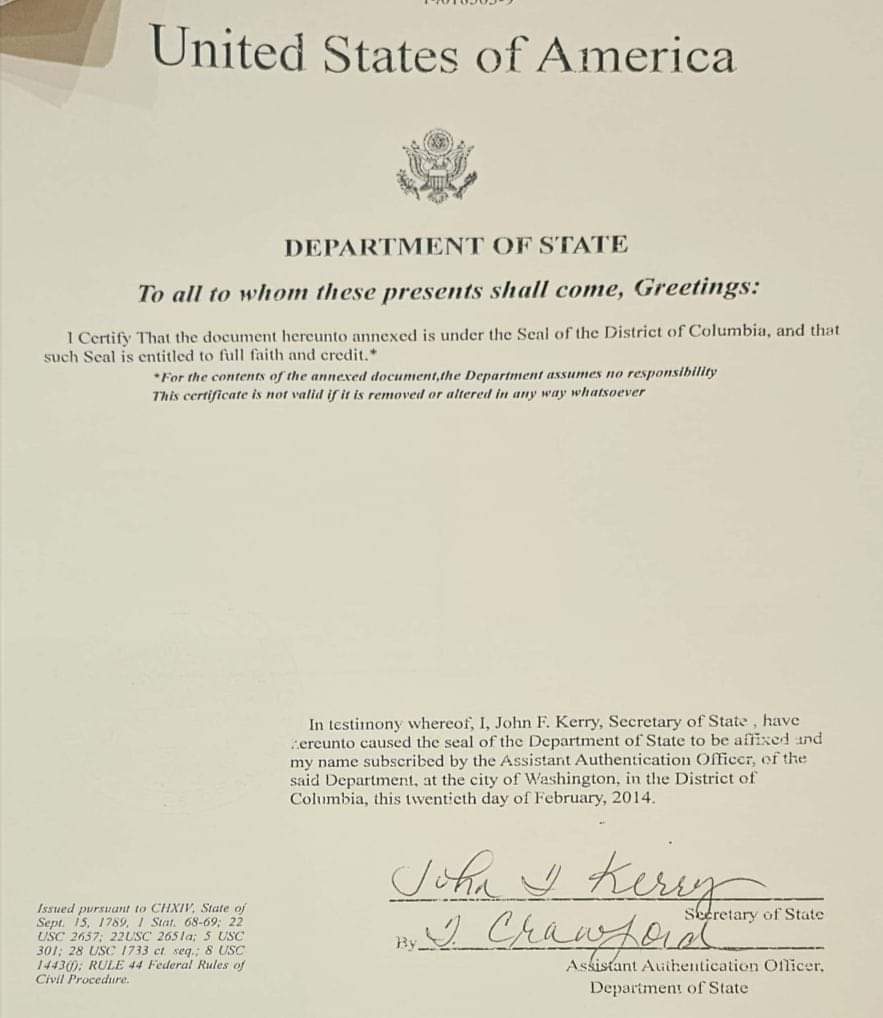 United States of America
DEPARTMENT OF STATE
To all to whom these presents shall come, Greetings:
I Certify That the document hereunto annexed is under the Seal of the District of Columbia, and that
such Seal is entitled to full faith and credit.*
*For the contents of the annexed document,the Department assumes no responsibility
This certificate is not valid if it is removed or altered in any way whatsoever
In testimony whereof, I, John F. Kerry, Secretary of State , have
hereunto caused the seal of the Department of State to be affixed and
my name subscribed by the Assistant Authentication Officer, of the
said Department, at the city of Washington, in the District of
Columbia, this twentieth day of February, 2014.
John F Kerry
Secretary of State
By J. Crawford
Assistant Authentication Officer,
Department of State
Issued pursuant to CHXIV, State of
Sept. 15, 1789, 1 Stat. 68-69; 22
USC 2657; 22USC 2651a; 5 USC
301; 28 USC 1733 et. seq.; 8 USC
1443(f); RULE 44 Federal Rules of
Civil Procedure.